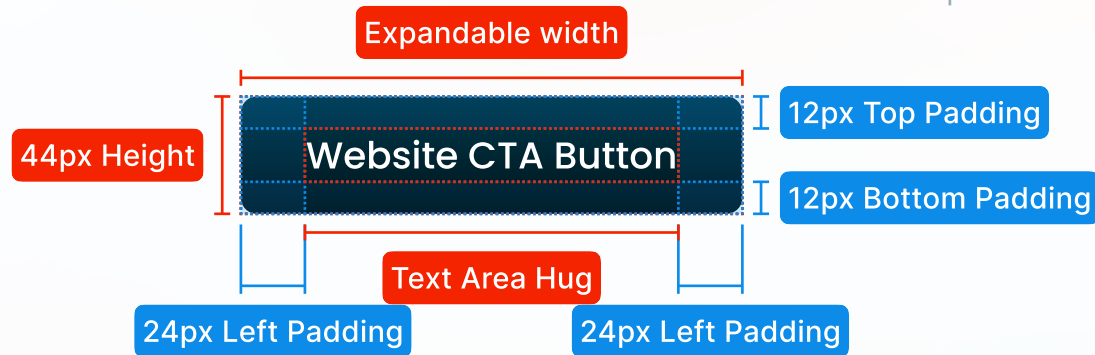 Expandable width
12px Top Padding
44px Height
Website CTA Button
12px Bottom Padding
Text Area Hug
24px Left Padding
24px Left Padding